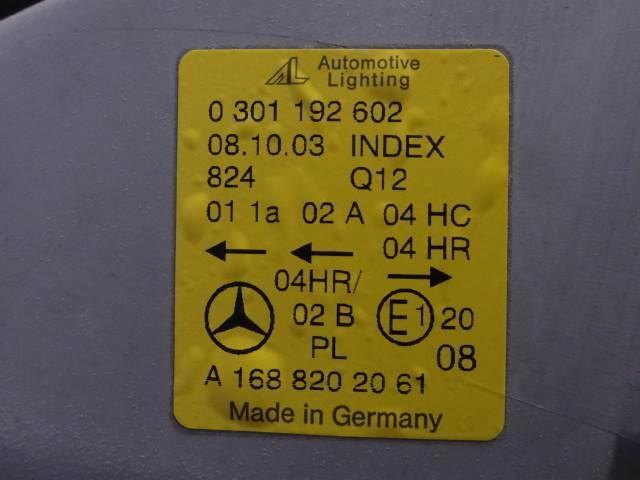 AL Automotive
Lighting
0 301 192 602
08.10.03 INDEX
824 Q12
01 1a 02 A 04 HC
← ← 04 HR
04HR/ →
02 B E1 20
PL 08
A 168 820 20 61
Made in Germany